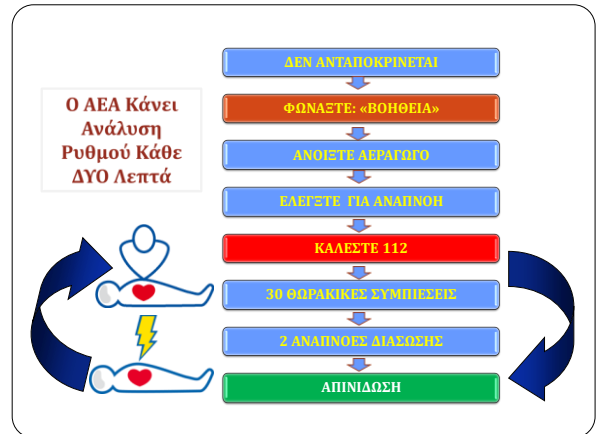 ΔΕΝ ΑΝΤΑΠΟΚΡΙΝΕΤΑΙ
Ο ΑΕΑ Κάνει
Ανάλυση
Ρυθμού Κάθε
ΔΥΟ Λεπτά
ΦΩΝΑΞΤΕ: «ΒΟΗΘΕΙΑ»
ΑΝΟΙΞΤΕ ΑΕΡΑΓΩΓΟ
ΕΛΕΓΞΤΕ ΓΙΑ ΑΝΑΠΝΟΗ
ΚΑΛΕΣΤΕ 112
30 ΘΩΡΑΚΙΚΕΣ ΣΥΜΠΙΕΣΕΙΣ
2 ΑΝΑΠΝΟΕΣ ΔΙΑΣΩΣΗΣ
ΑΠΙΝΙΔΩΣΗ